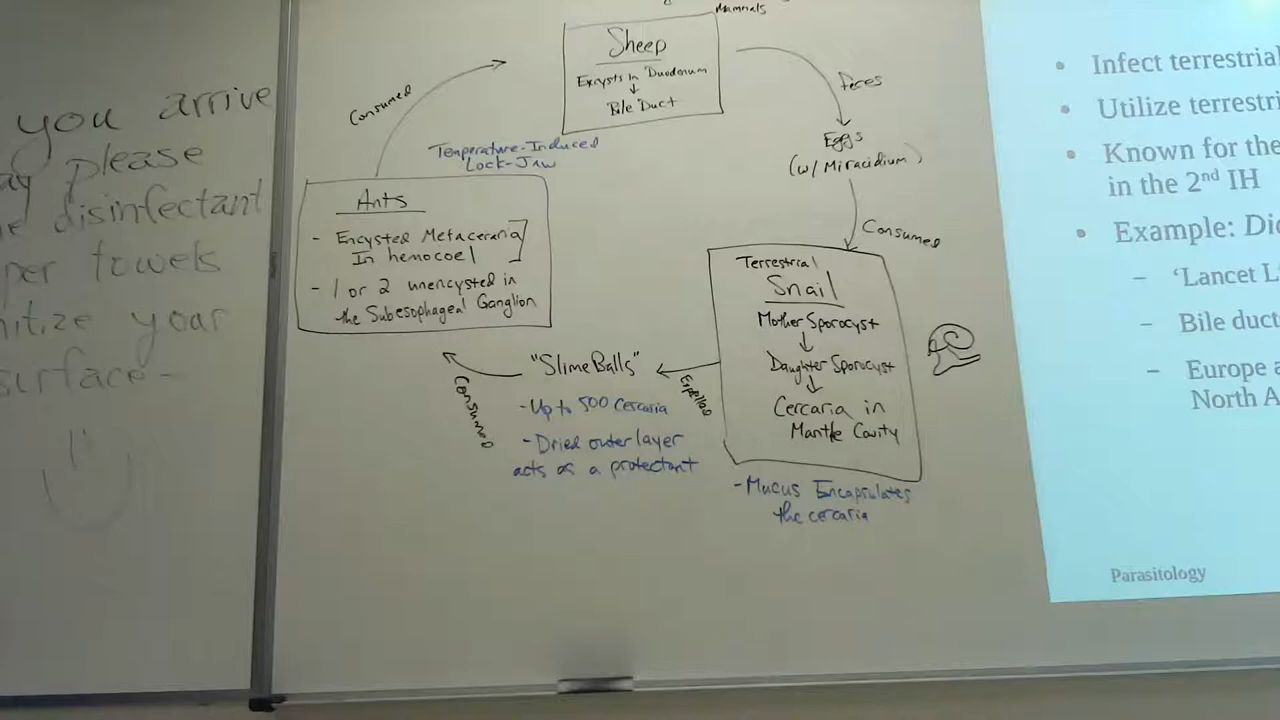 you arrive
please
disinfectant
towels
your
surface -
Mammals
Sheep
Excysts in Duodenum
↓
Bile Duct
Consumed
feces
Eggs
(w/ Miracidium)
Consumed
Temperature-Induced
Lock-Jaw
Ants
- Encysted Metacercaria
In hemocoel
- 1 or 2 unencysted in
the Subesophageal Ganglion
Terrestrial
Snail
Mother Sporocyst
↓
Daughter Sporocyst
↓
Cercaria in
Mantle Cavity
- Mucus Encapsulates
the cercaria
Expelled
"Slime Balls"
- Up to 500 Cercaria
- Dried outer layer
acts as a protectant
Consumed
• Infect terrestrial
• Utilize terrestri
• Known for the
in the 2nd IH
• Example: Dic
– 'Lancet L
– Bile duct
– Europe a
North A
Parasitology